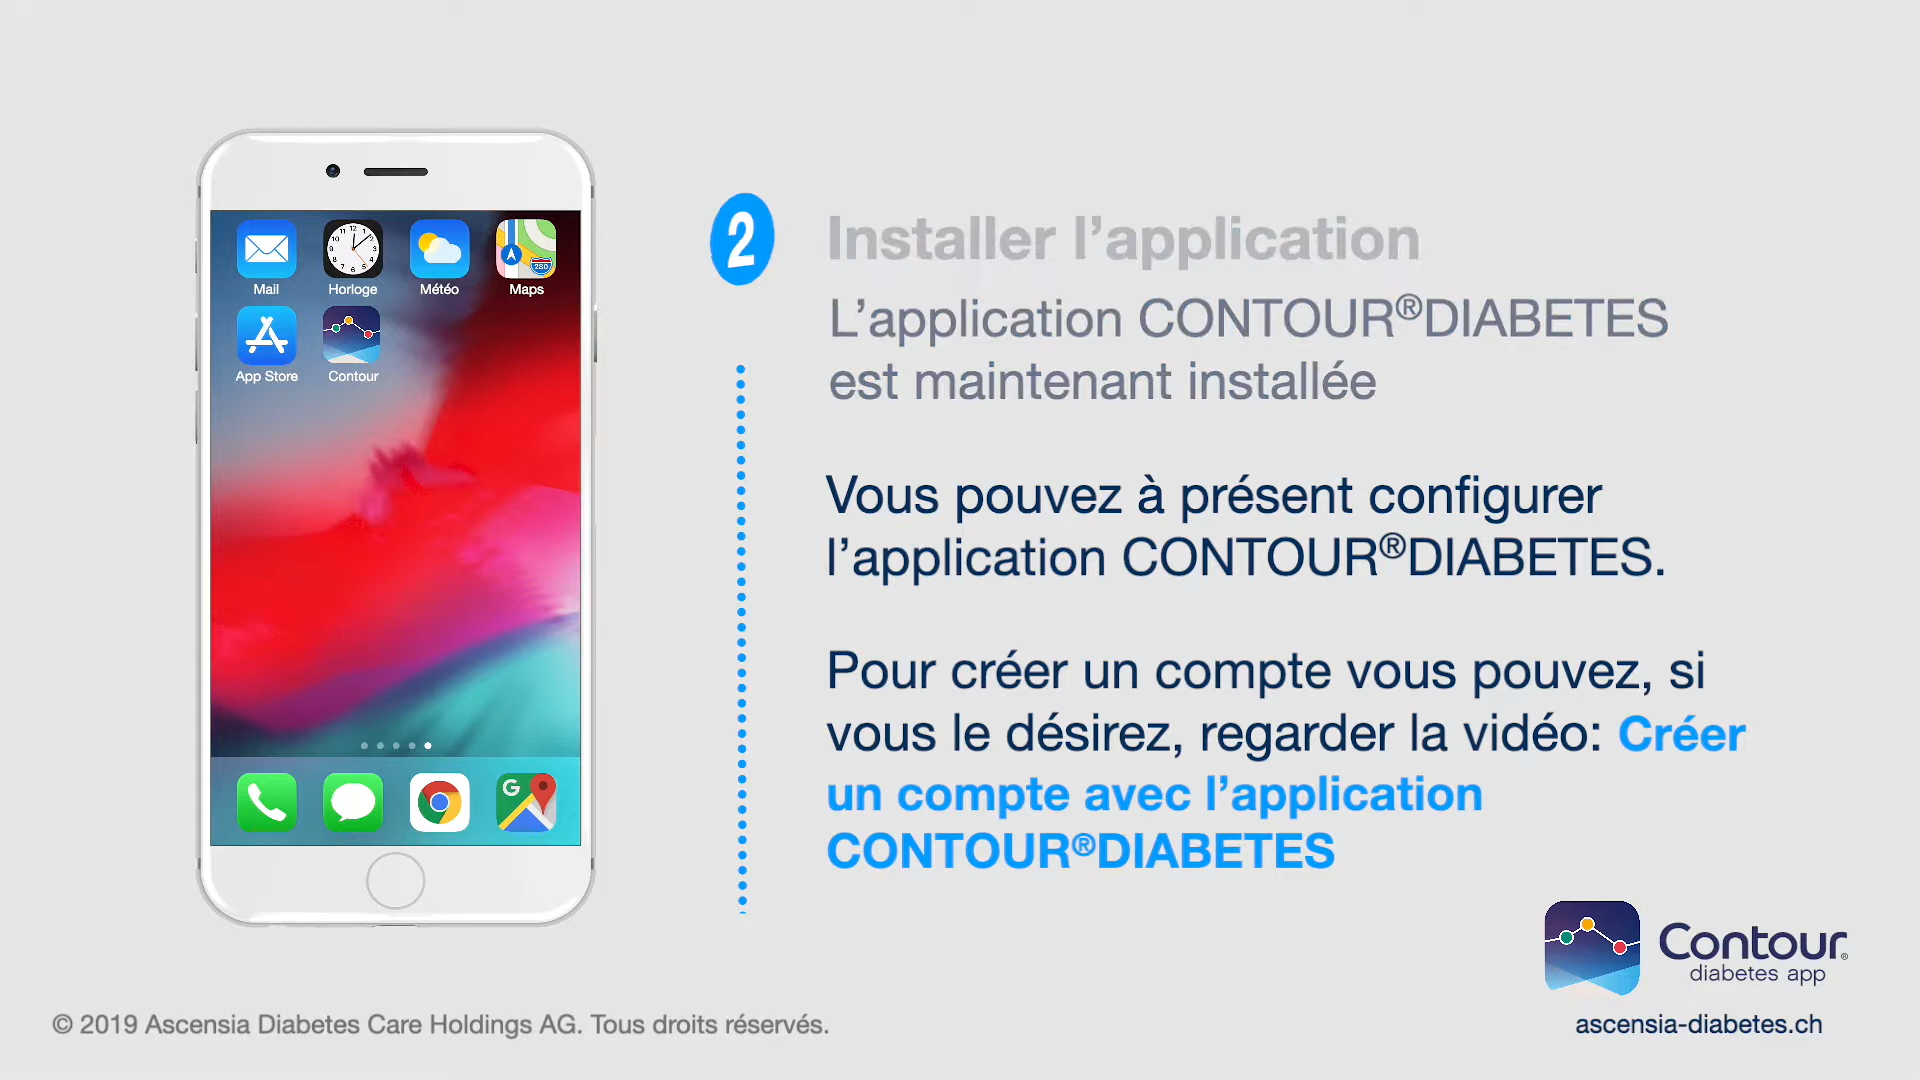 Mail
Horloge
Météo
Maps
App Store
Contour
2
Installer l’application
L’application CONTOUR®DIABETES
est maintenant installée
Vous pouvez à présent configurer
l’application CONTOUR®DIABETES.
Pour créer un compte vous pouvez, si
vous le désirez, regarder la vidéo: Créer
un compte avec l’application
CONTOUR®DIABETES
Contour®
diabetes app
ascensia-diabetes.ch
© 2019 Ascensia Diabetes Care Holdings AG. Tous droits réservés.